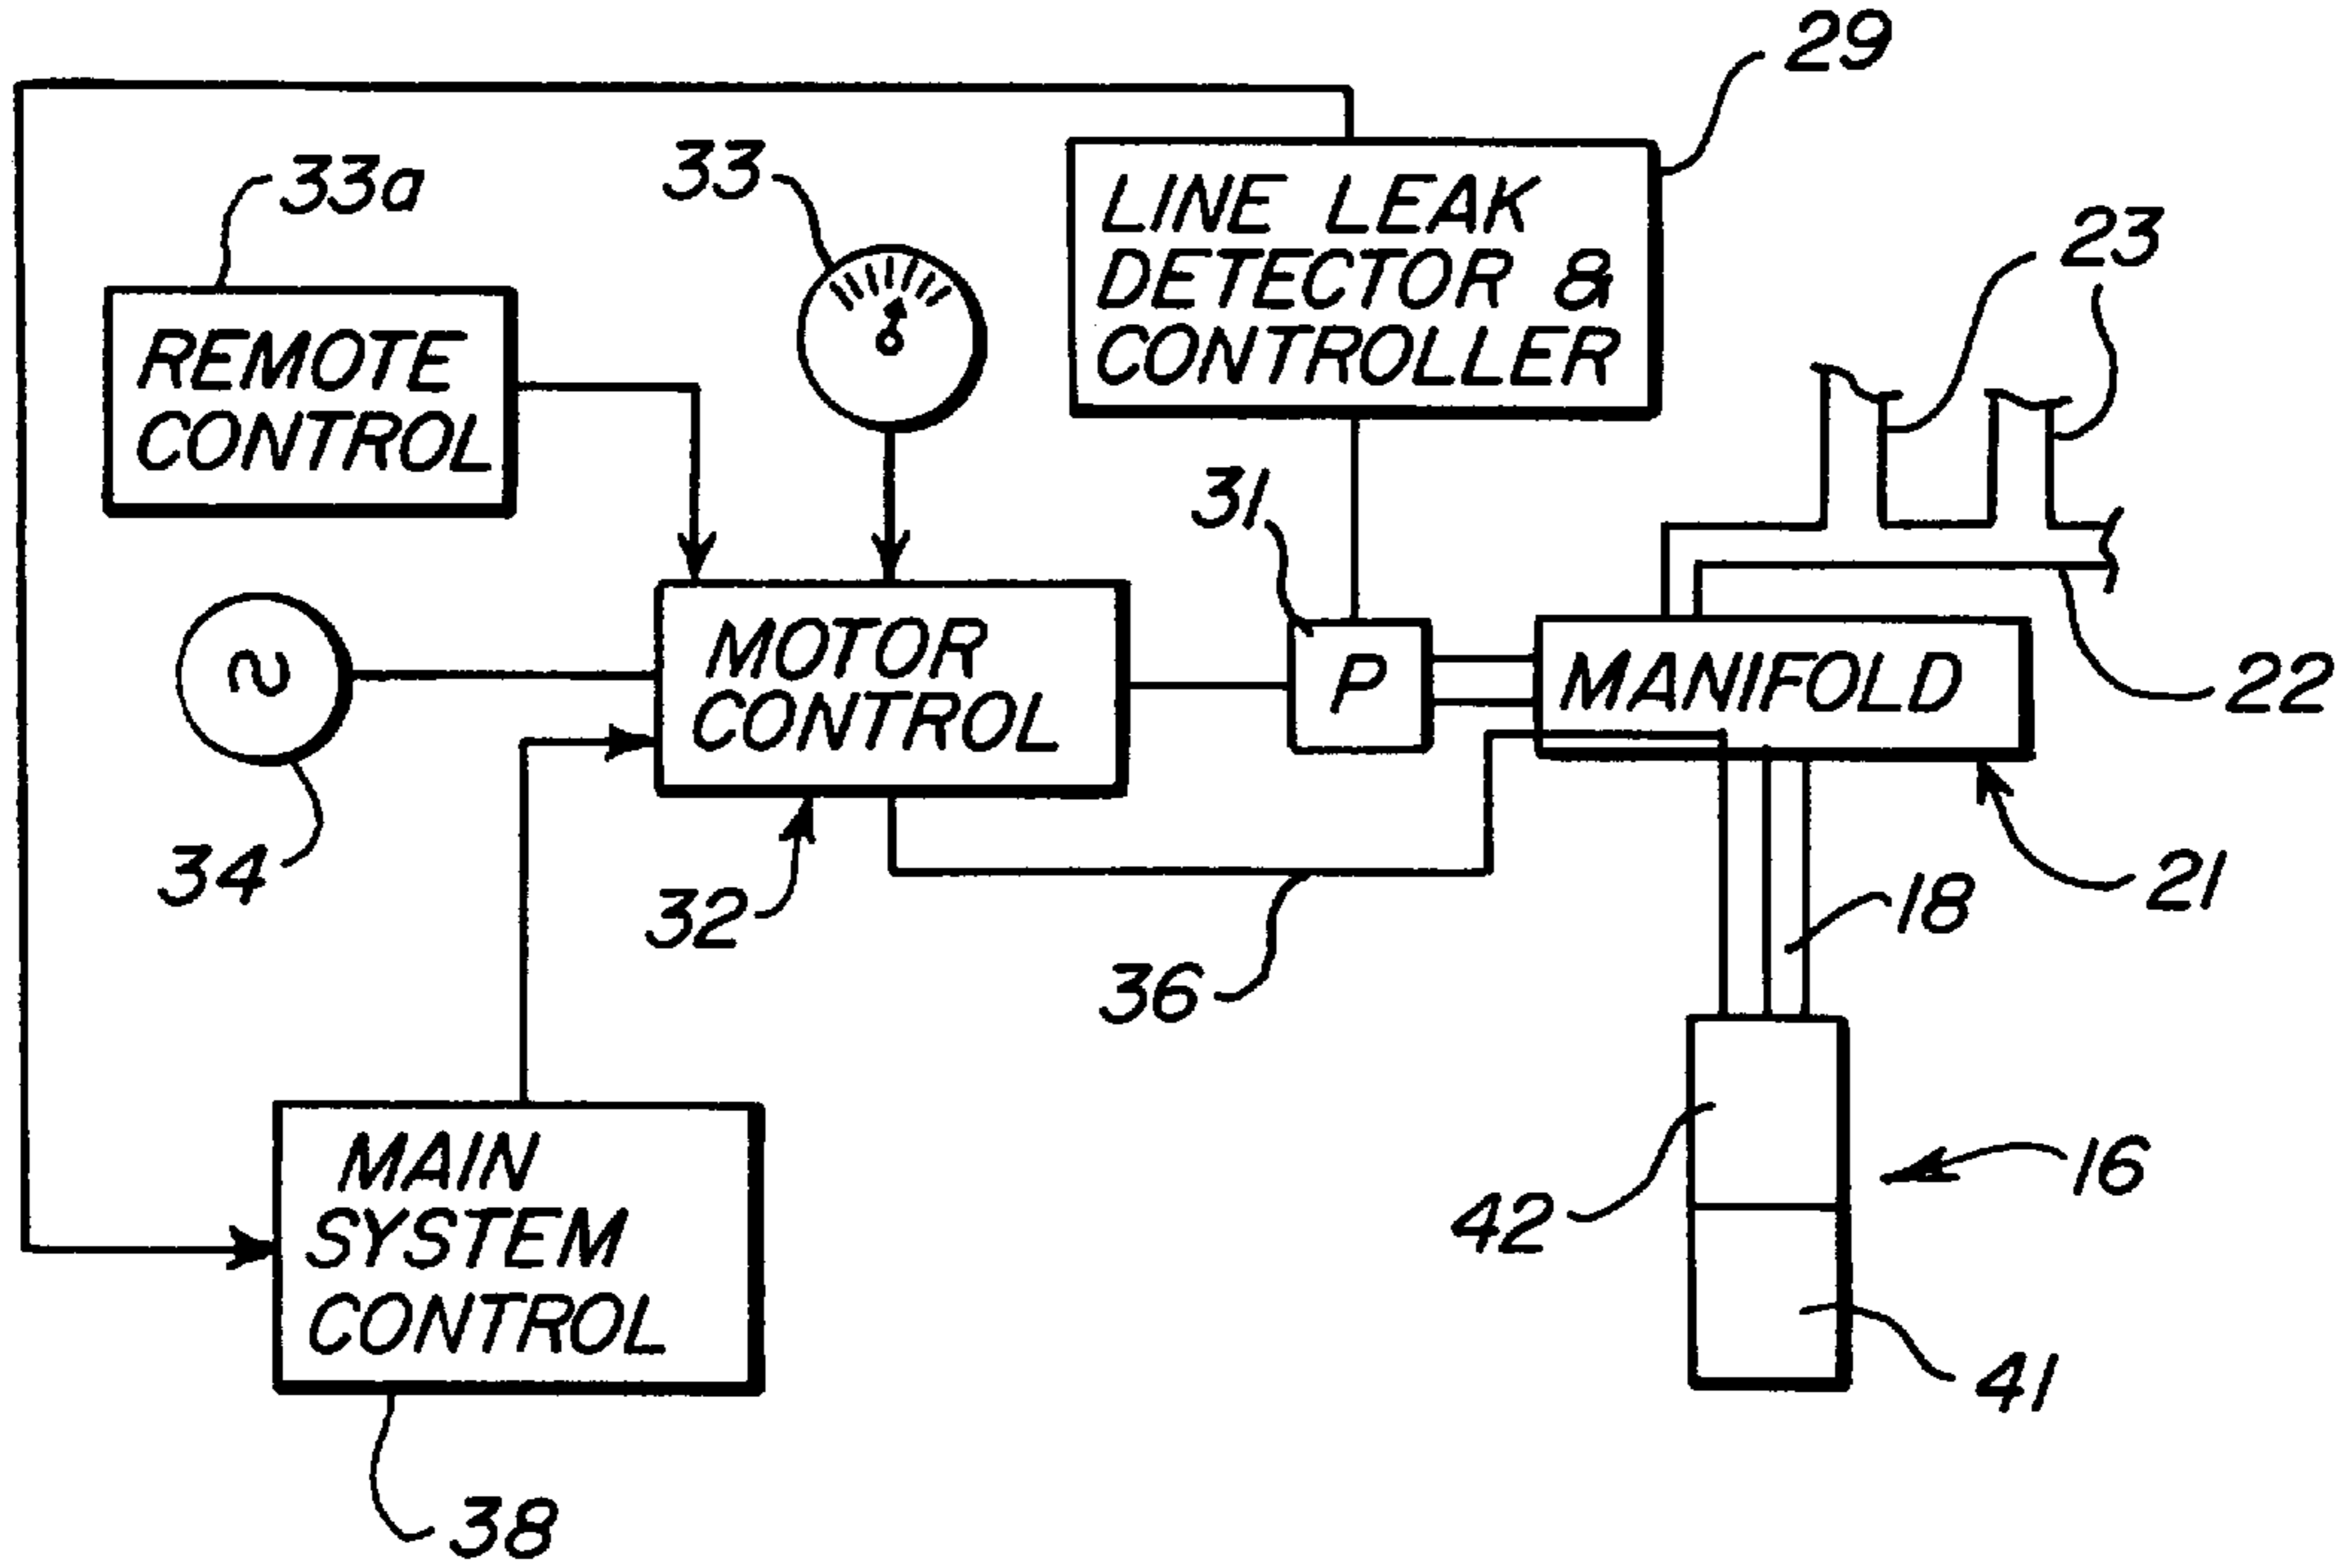 29
33a
33
LINE LEAK
DETECTOR &
CONTROLLER
23
REMOTE
CONTROL
31
MOTOR
CONTROL
P
MANIFOLD
22
34
32
36
18
21
MAIN
SYSTEM
CONTROL
42
16
41
38